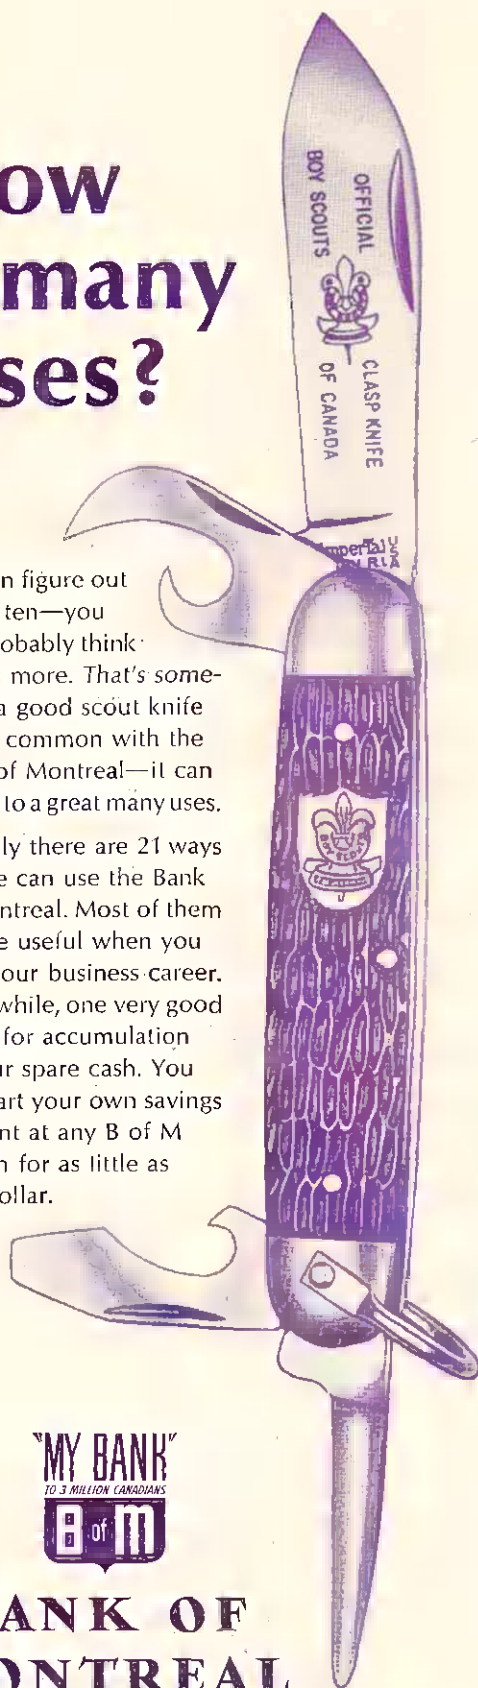 ow
many
ses?
OFFICIAL
BOY SCOUTS
CLASP KNIFE
OF CANADA
Imperial USA
R.I.
n figure out
ten—you
obably think
more. That's some-
a good scout knife
common with the
of Montreal—it can
to a great many uses.
ly there are 21 ways
e can use the Bank
ntreal. Most of them
e useful when you
our business career.
while, one very good
for accumulation
ur spare cash. You
art your own savings
nt at any B of M
n for as little as
ollar.
BOY SCOUTS
"MY BANK"
TO 3 MILLION CANADIANS
B of M
ANK OF
ONTREAL